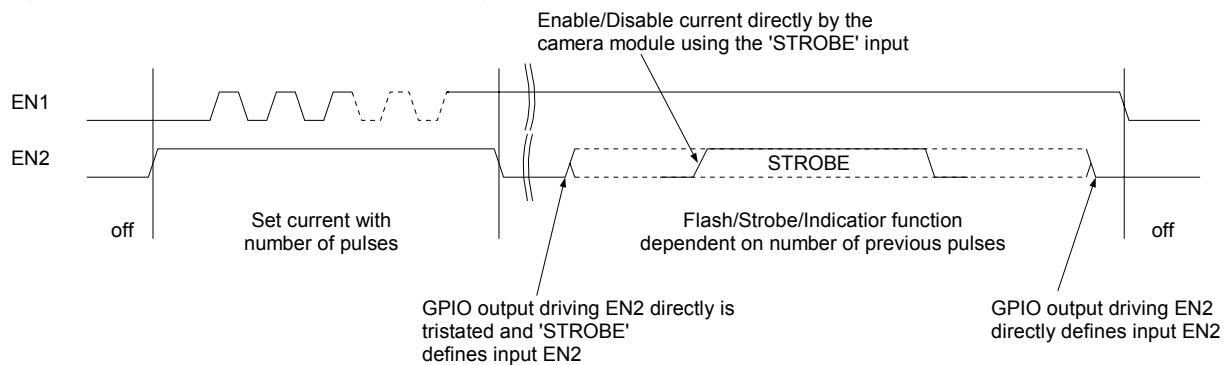 Enable/Disable current directly by the
camera module using the 'STROBE' input
EN1
EN2
STROBE
off
Set current with
number of pulses
Flash/Strobe/Indicatior function
dependent on number of previous pulses
off
GPIO output driving EN2 directly is
tristated and 'STROBE'
defines input EN2
GPIO output driving EN2
directly defines input EN2